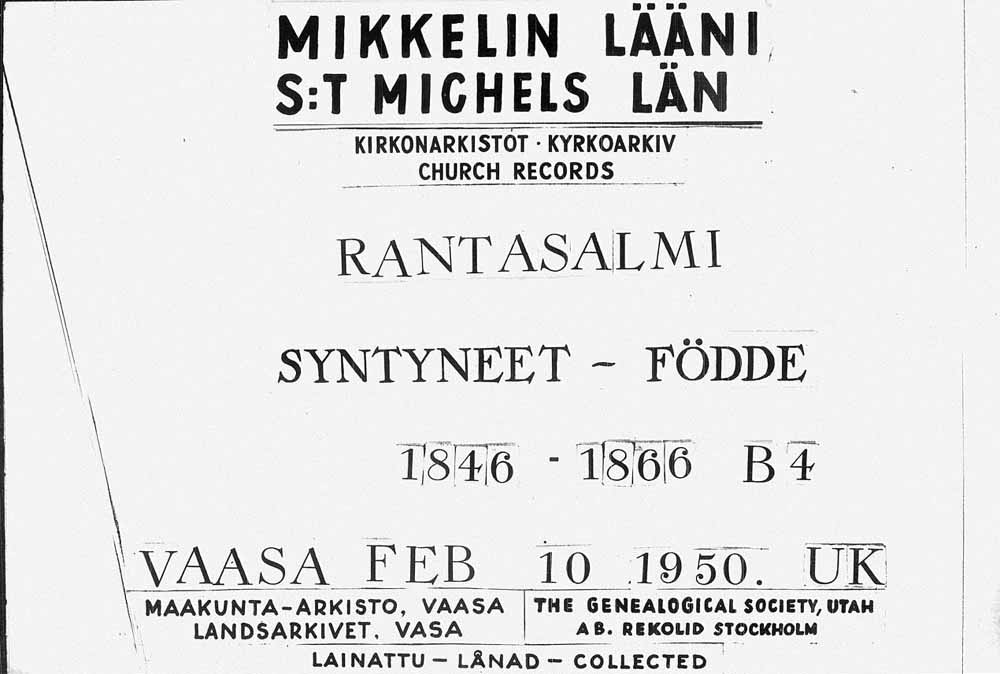 MIKKELIN LÄÄNI
S:T MICHELS LÄN
KIRKONARKISTOT · KYRKOARKIV
CHURCH RECORDS
RANTASALMI
SYNTYNEET - FÖDDE
1846 - 1866 B 4
VAASA FEB 10 1950. UK
MAAKUNTA-ARKISTO, VAASA
LANDSARKIVET. VASA
THE GENEALOGICAL SOCIETY, UTAH
AB. REKOLID STOCKHOLM
LAINATTU - LÅNAD - COLLECTED